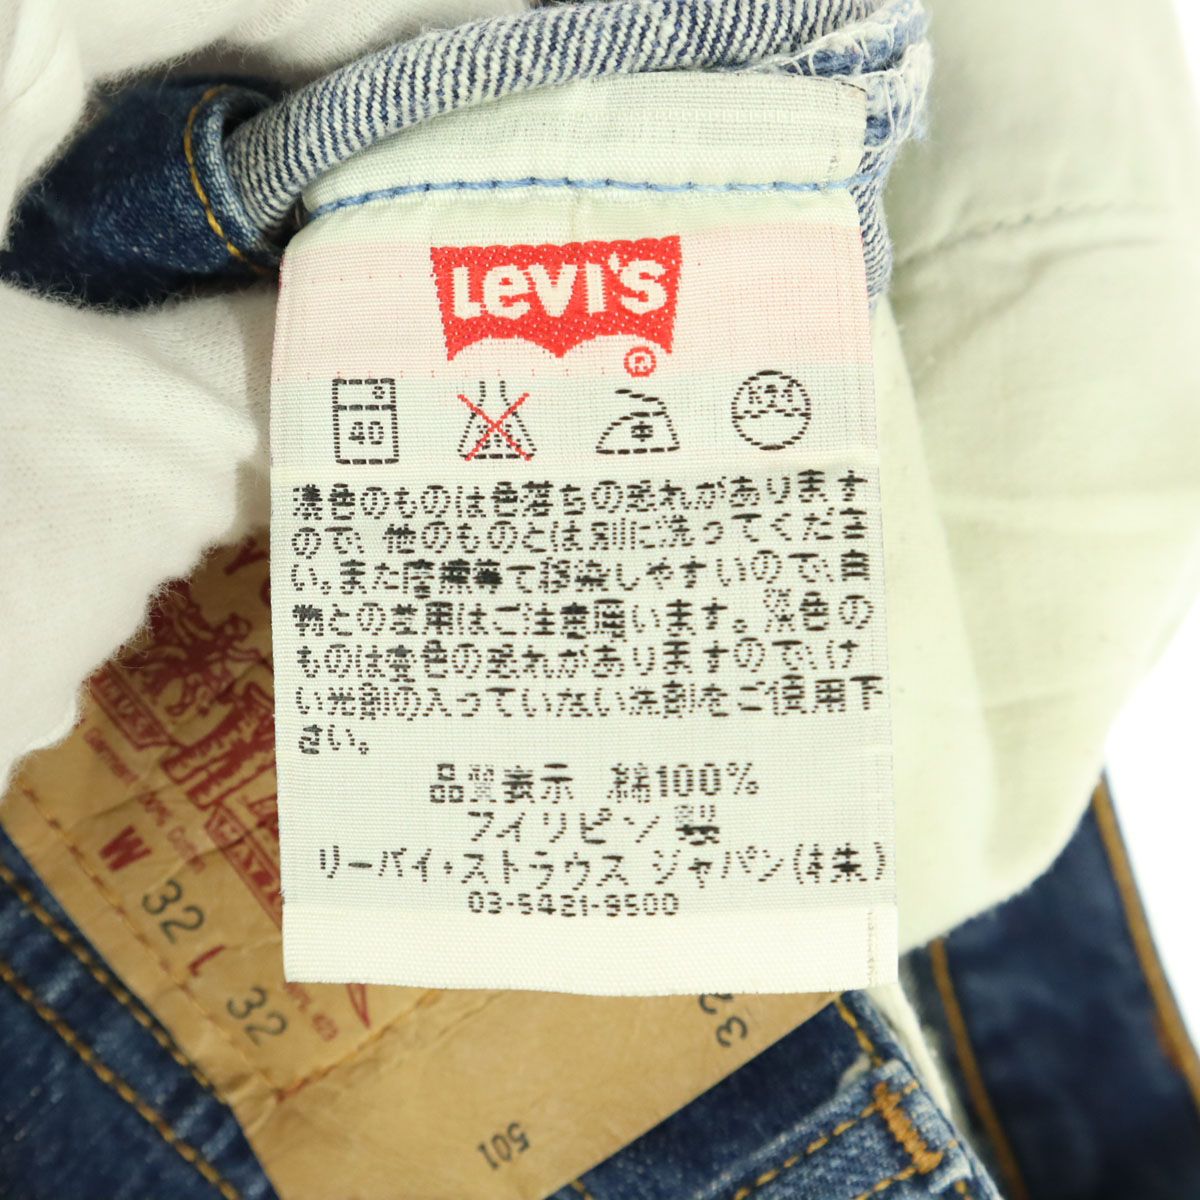 Levi's
®
40
濃色のものは色落ちの恐れがあります
ので、他のものとは別に洗ってくださ
い。また摩擦等で移染しやすいので、白
物との着用はご注意願います。淡色の
ものは変色の恐れがありますので、け
い光剤の入っていない洗剤をご使用下
さい。
品質表示 綿100%
フィリピン製
リーバイ・ストラウス ジャパン(株)
03-5421-9500
W 32 L 32
32
501